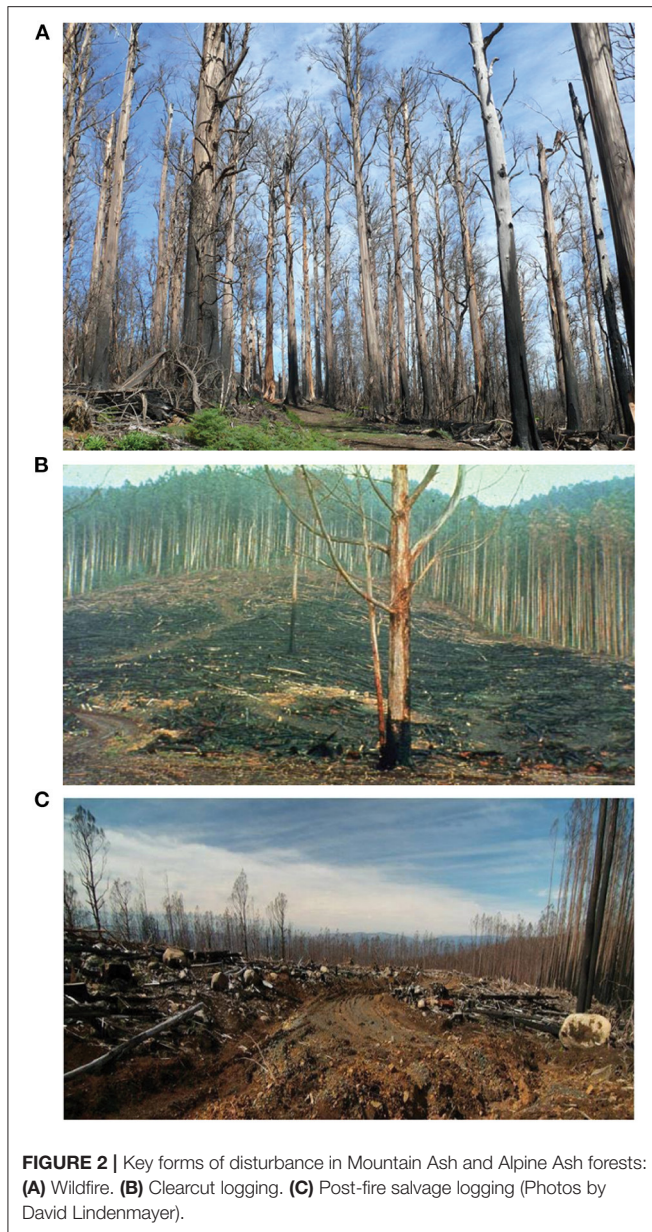 A
B
C
FIGURE 2 | Key forms of disturbance in Mountain Ash and Alpine Ash forests:
(A) Wildfire. (B) Clearcut logging. (C) Post-fire salvage logging (Photos by
David Lindenmayer).